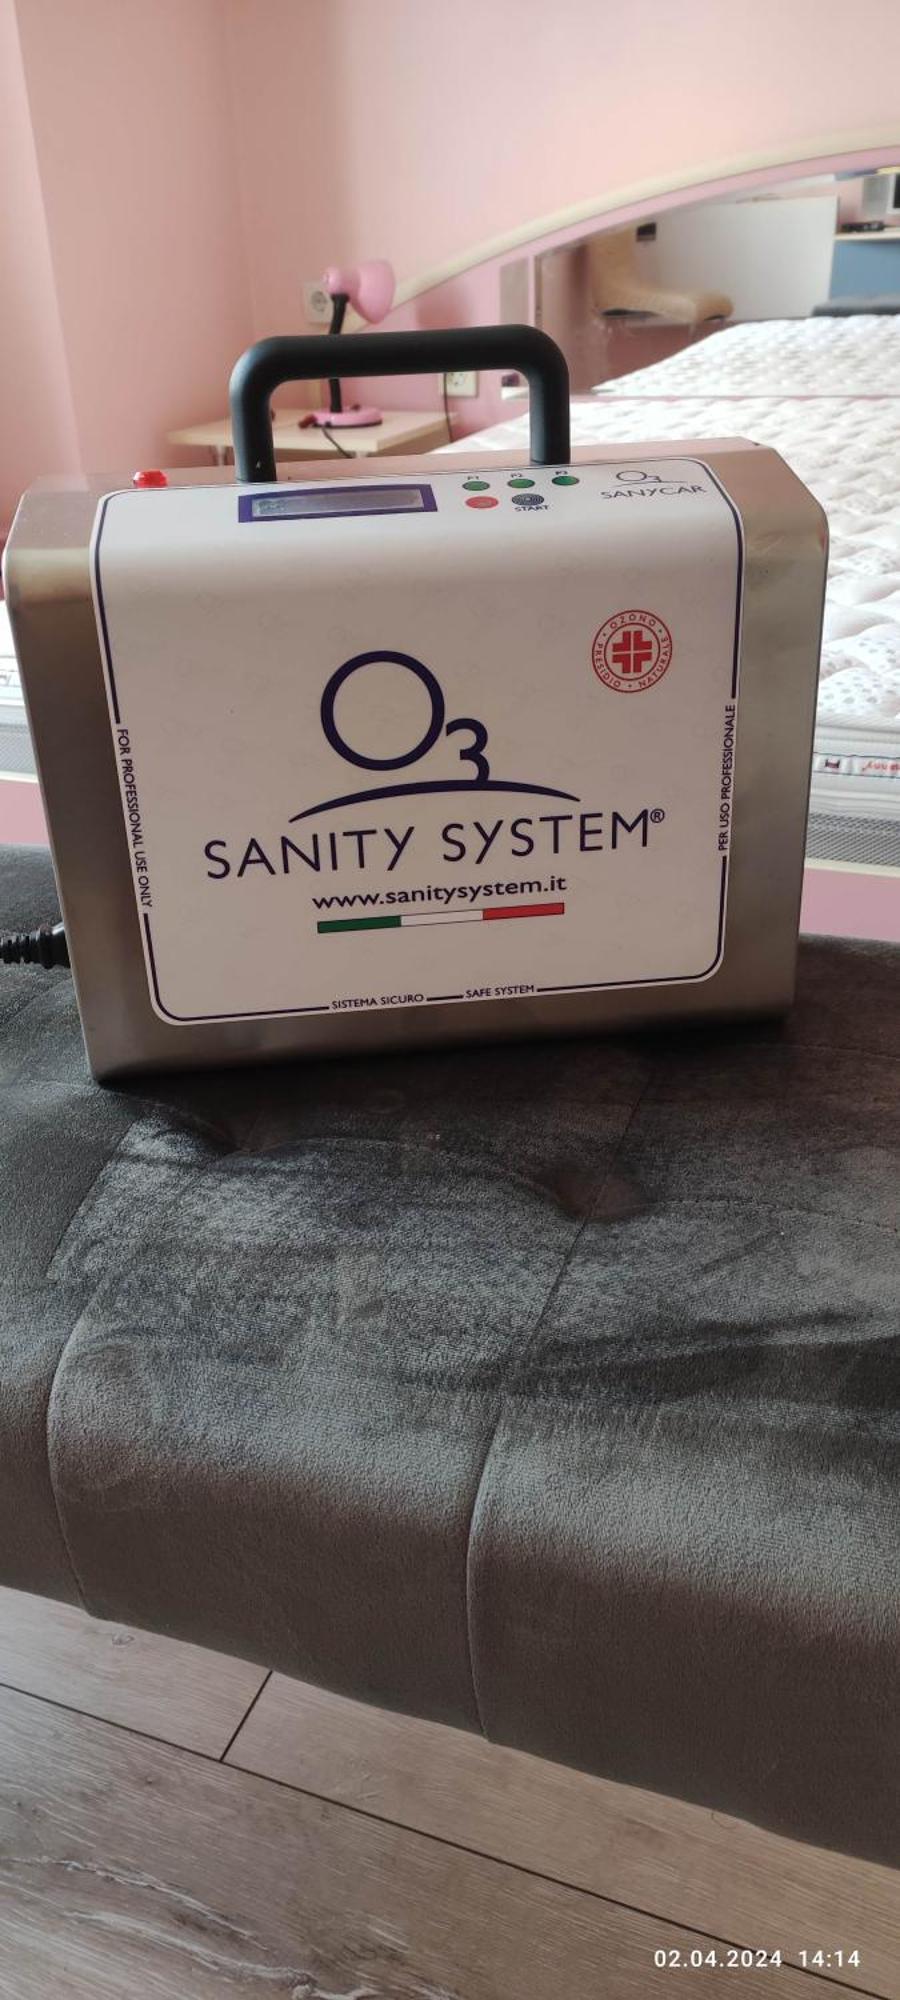 P1 P2 P3
START
O3
SANYCAR
OZONO
PRESIDIO • NATURALE
O3
SANITY SYSTEM®
www.sanitysystem.it
FOR PROFESSIONAL USE ONLY
PER USO PROFESSIONALE
SISTEMA SICURO SAFE SYSTEM
02.04.2024 14:14